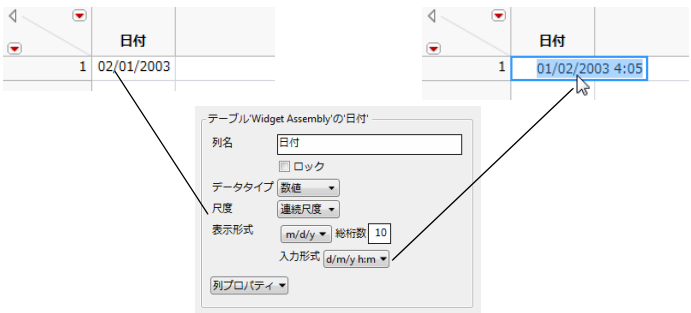 日付
1 02/01/2003
日付
1 01/02/2003 4:05
テーブル'Widget Assembly'の'日付'
列名 日付
ロック
データタイプ 数値
尺度 連続尺度
表示形式 m/d/y 総桁数 10
入力形式 d/m/y h:m
列プロパティ